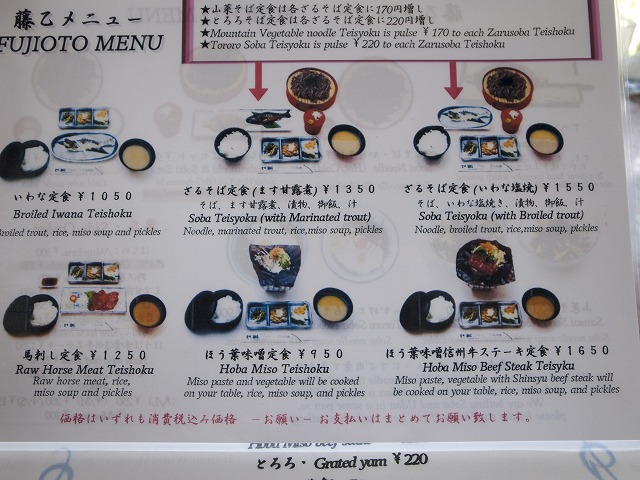 藤乙メニュー
FUJIOTO MENU
★山菜そば定食は各ざるそば定食に170円増し
★とろろそば定食は各ざるそば定食に220円増し
★Mountain Vegetable noodle Teisyoku is pulse ￥170 to each Zarusoba Teishoku
★Tororo Soba Teisyoku is pulse ￥220 to each Zarusoba Teishoku
いわな定食 ￥1050
Broiled Iwana Teishoku
Broiled trout, rice, miso soup and pickles
ざるそば定食(ます甘露煮) ￥1350
そば、ます甘露煮、漬物、御飯、汁
Soba Teisyoku (with Marinated trout)
Noodle, marinated trout, rice,miso soup, pickles
ざるそば定食(いわな塩焼) ￥1550
そば、いわな塩焼き、漬物、御飯、汁
Soba Teisyoku (with Broiled trout)
Noodle, broiled trout, rice,miso soup, pickles
馬刺し定食 ￥1250
Raw Horse Meat Teishoku
Raw horse meat, rice,
miso soup and pickles
ほう葉味噌定食 ￥950
Hoba Miso Teishoku
Miso paste and vegetable will be cooked
on your table, rice, miso soup, pickles
ほう葉味噌信州牛ステーキ定食 ￥1650
Hoba Miso Beef Steak Teisyku
Miso paste, vegetable with Shinsyu beef steak will
be cooked on your table, rice, miso soup, and pickles
価格はいずれも消費税込み価格 －お願い－ お支払いはまとめてお願い致します。
Hoba Miso beef
とろろ・ Grated yam ￥220